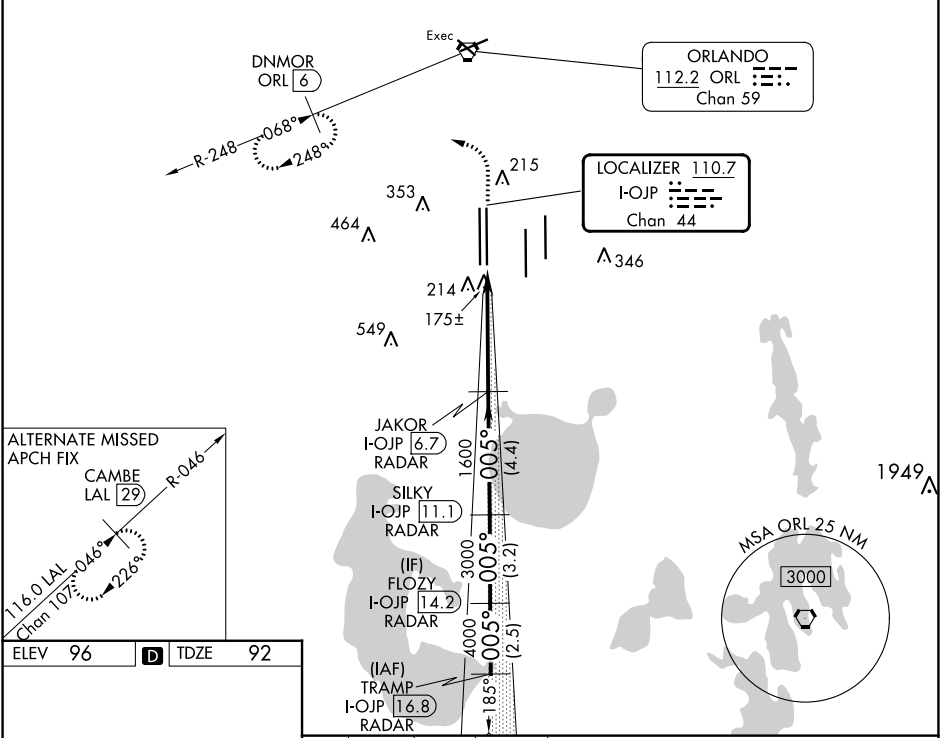 Exec
DNMOR
ORL 6
ORLANDO
112.2 ORL
Chan 59
R-248
068°
248°
215
LOCALIZER 110.7
I-OJP
Chan 44
353
464
346
214
175±
549
JAKOR
I-OJP 6.7
RADAR
1600
005°
(4.4)
ALTERNATE MISSED
APCH FIX
CAMBE
LAL 29
R-046
046°
226°
116.0 LAL
Chan 107
SILKY
I-OJP 11.1
RADAR
3000
005°
(3.2)
1949
MSA ORL 25 NM
3000
(IF)
FLOZY
I-OJP 14.2
RADAR
4000
005°
(2.5)
(IAF)
TRAMP
I-OJP 16.8
RADAR
185°
ELEV 96 D TDZE 92